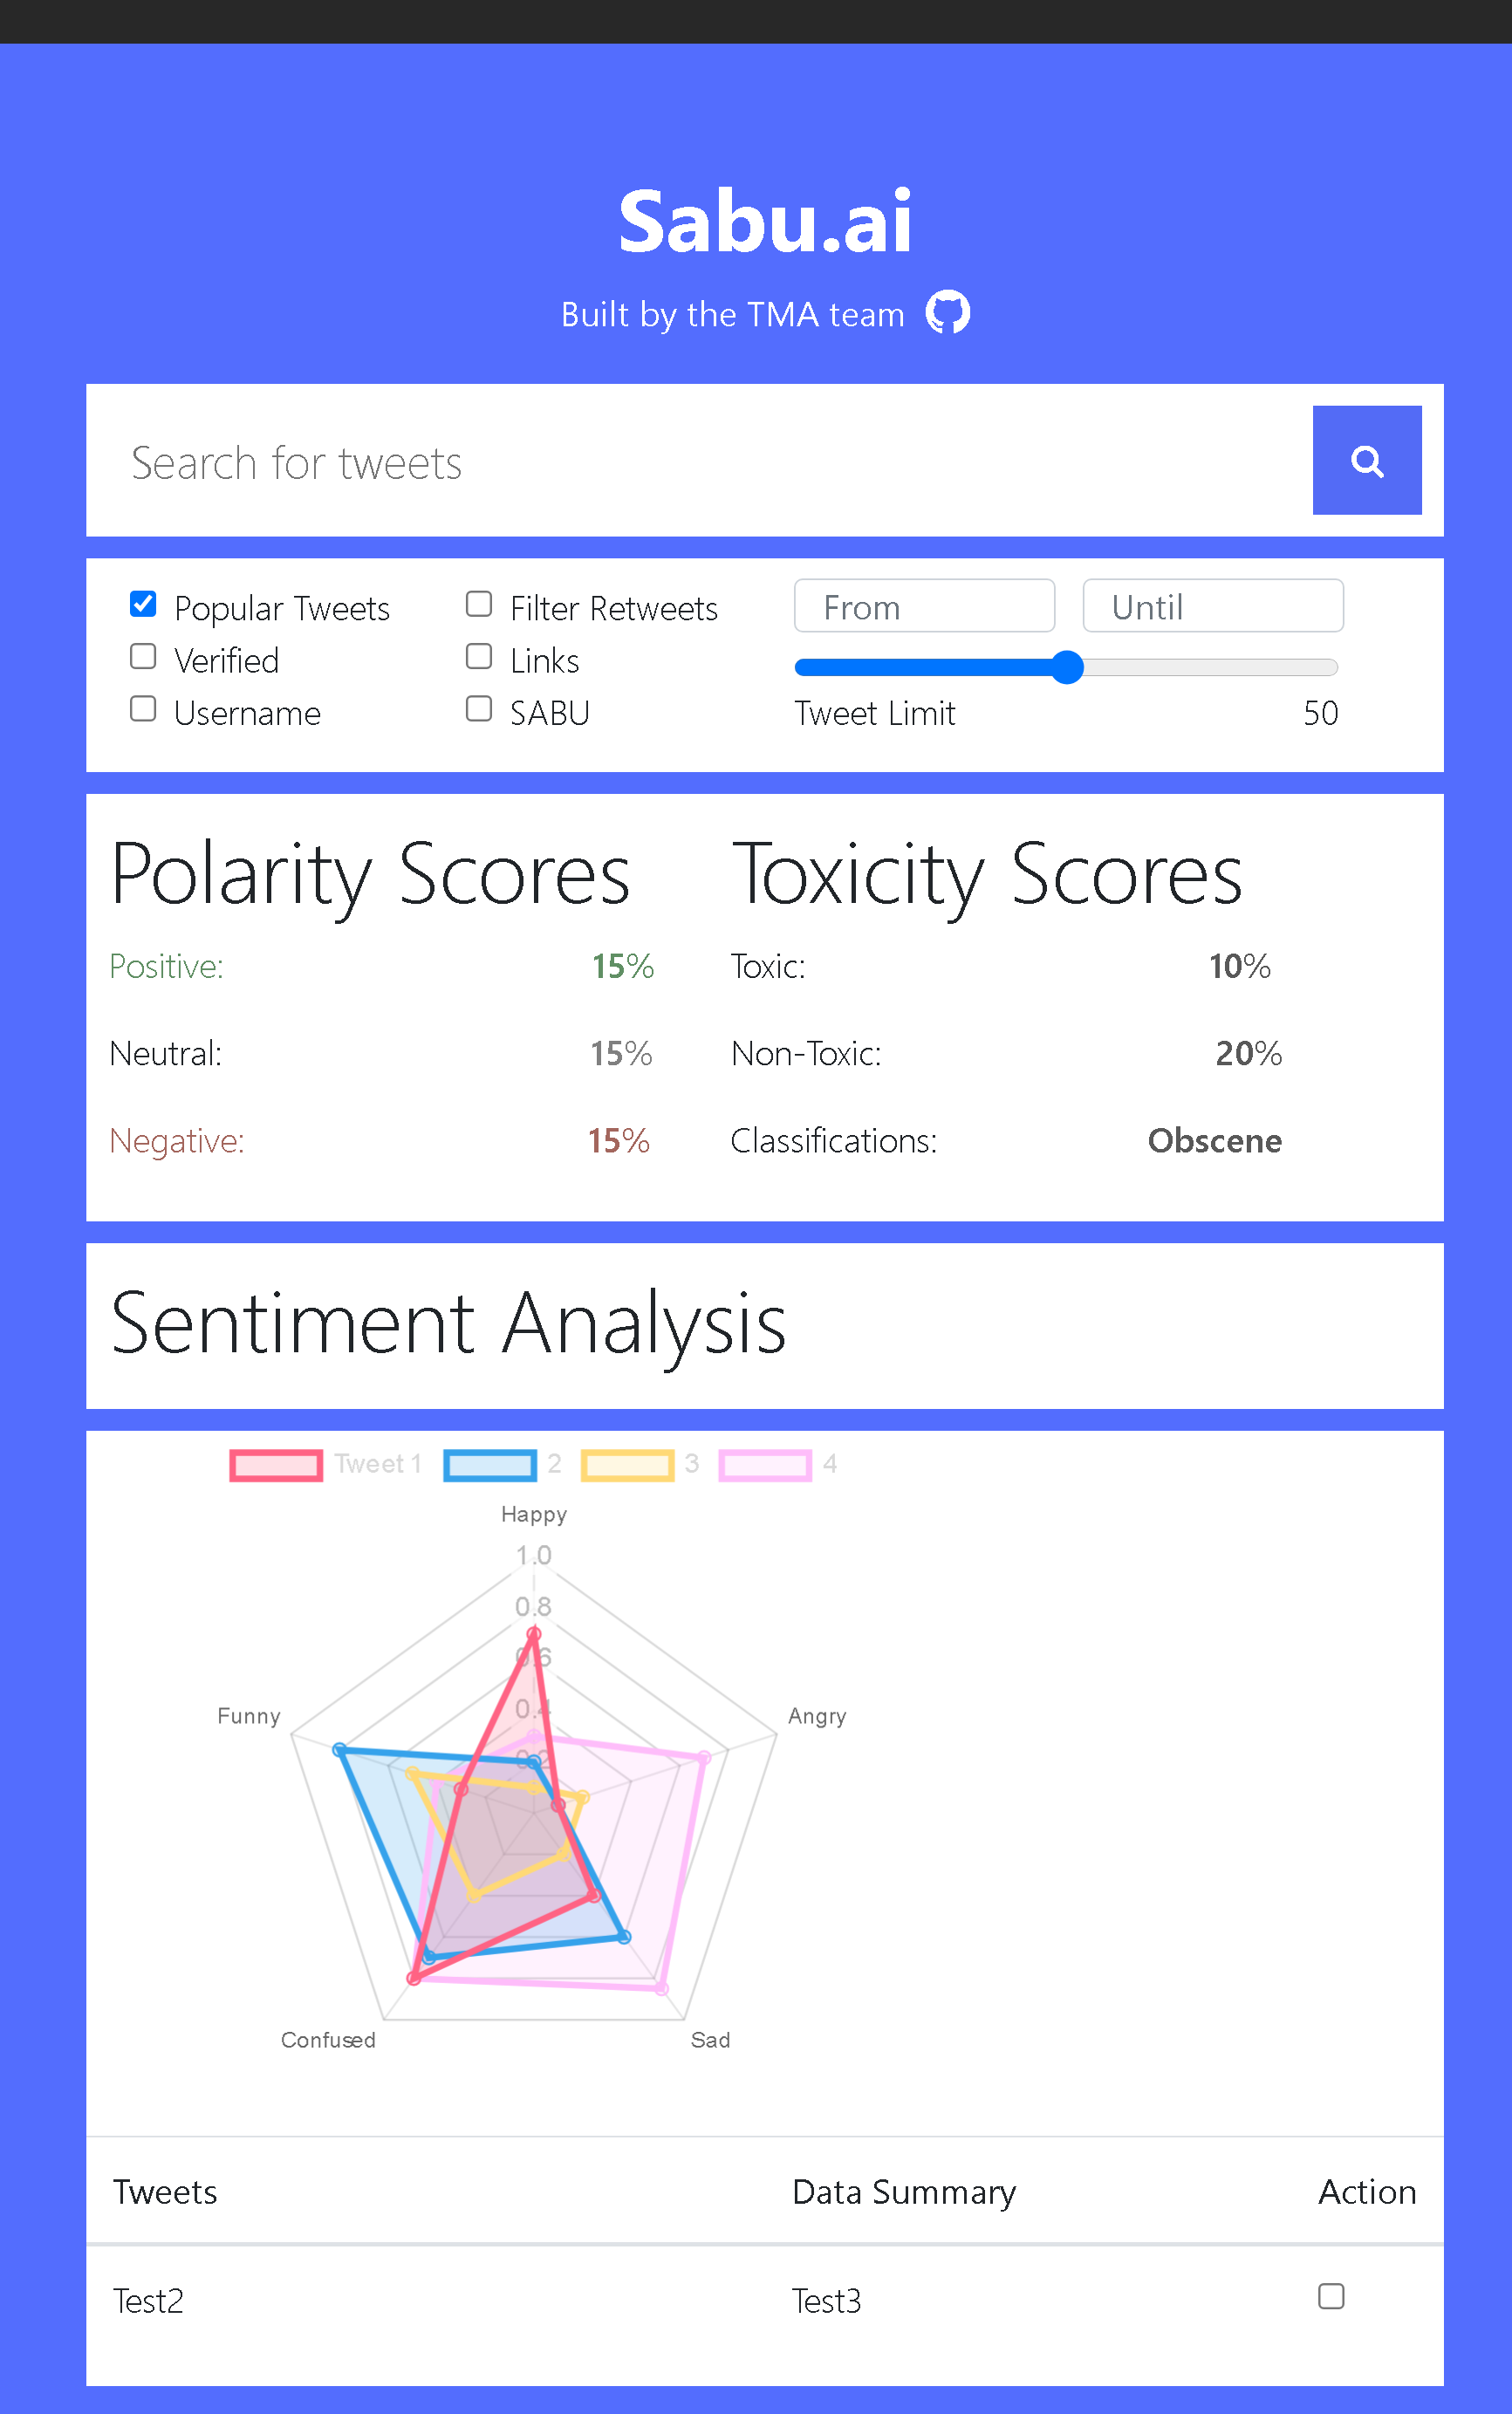 Sabu.ai
Built by the TMA team
Search for tweets
Popular Tweets
Filter Retweets
From
Until
Verified
Links
Username
SABU
Tweet Limit
50
Polarity Scores
Toxicity Scores
Positive: 15%
Toxic: 10%
Neutral: 15%
Non-Toxic: 20%
Negative: 15%
Classifications: Obscene
Sentiment Analysis
Tweet 1 2 3 4
Happy
1.0
0.8
0.6
0.4
0.2
Funny
Angry
Confused
Sad
Tweets Data Summary Action
Test2 Test3